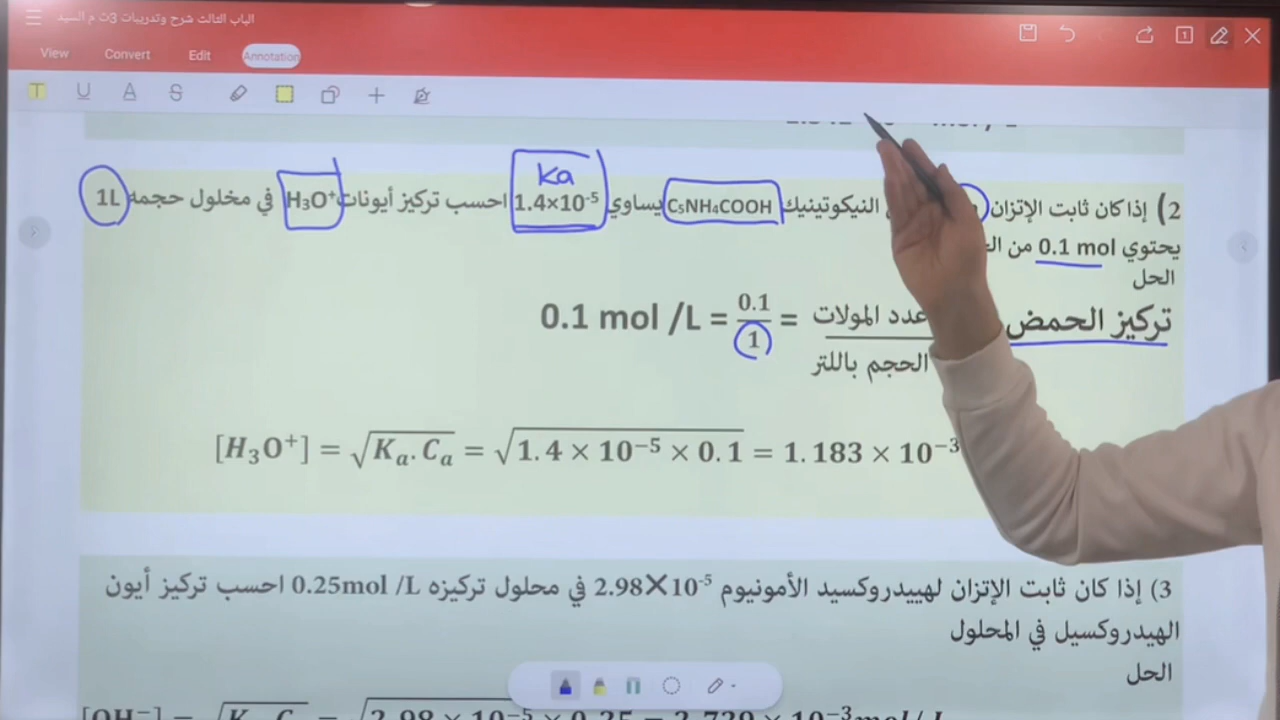 الباب الثالث شرح وتدريبات 3ث م السيد
View Convert Edit Annotation
Ka
2) إذا كان ثابت الإتزان النيكوتينيك C₅NH₄COOH يساوي 1.4×10⁻⁵ احسب تركيز أيونات H₃O⁺ في مخلول حجمه 1L
يحتوي 0.1 mol من
الحل
تركيز الحمض عدد المولات / الحجم باللتر = 0.1 / 1 = 0.1 mol /L
[H₃O⁺] = √Kₐ.Cₐ = √1.4 × 10⁻⁵ × 0.1 = 1.183 × 10⁻³
3) إذا كان ثابت الإتزان لهييدروكسيد الأمونيوم 2.98×10⁻⁵ في محلول تركيزه 0.25mol /L احسب تركيز أيون
الهيدروكسيل في المحلول
الحل